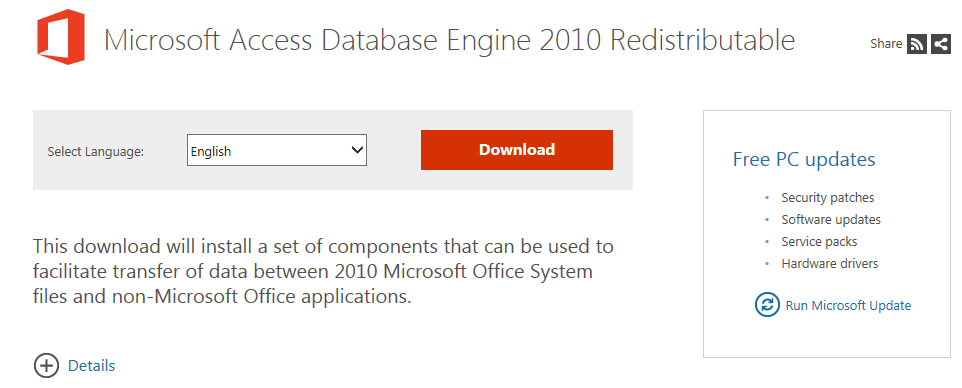 Microsoft Access Database Engine 2010 Redistributable
Share
Select Language:
English
Download
This download will install a set of components that can be used to
facilitate transfer of data between 2010 Microsoft Office System
files and non-Microsoft Office applications.
Details
Free PC updates
Security patches
Software updates
Service packs
Hardware drivers
Run Microsoft Update